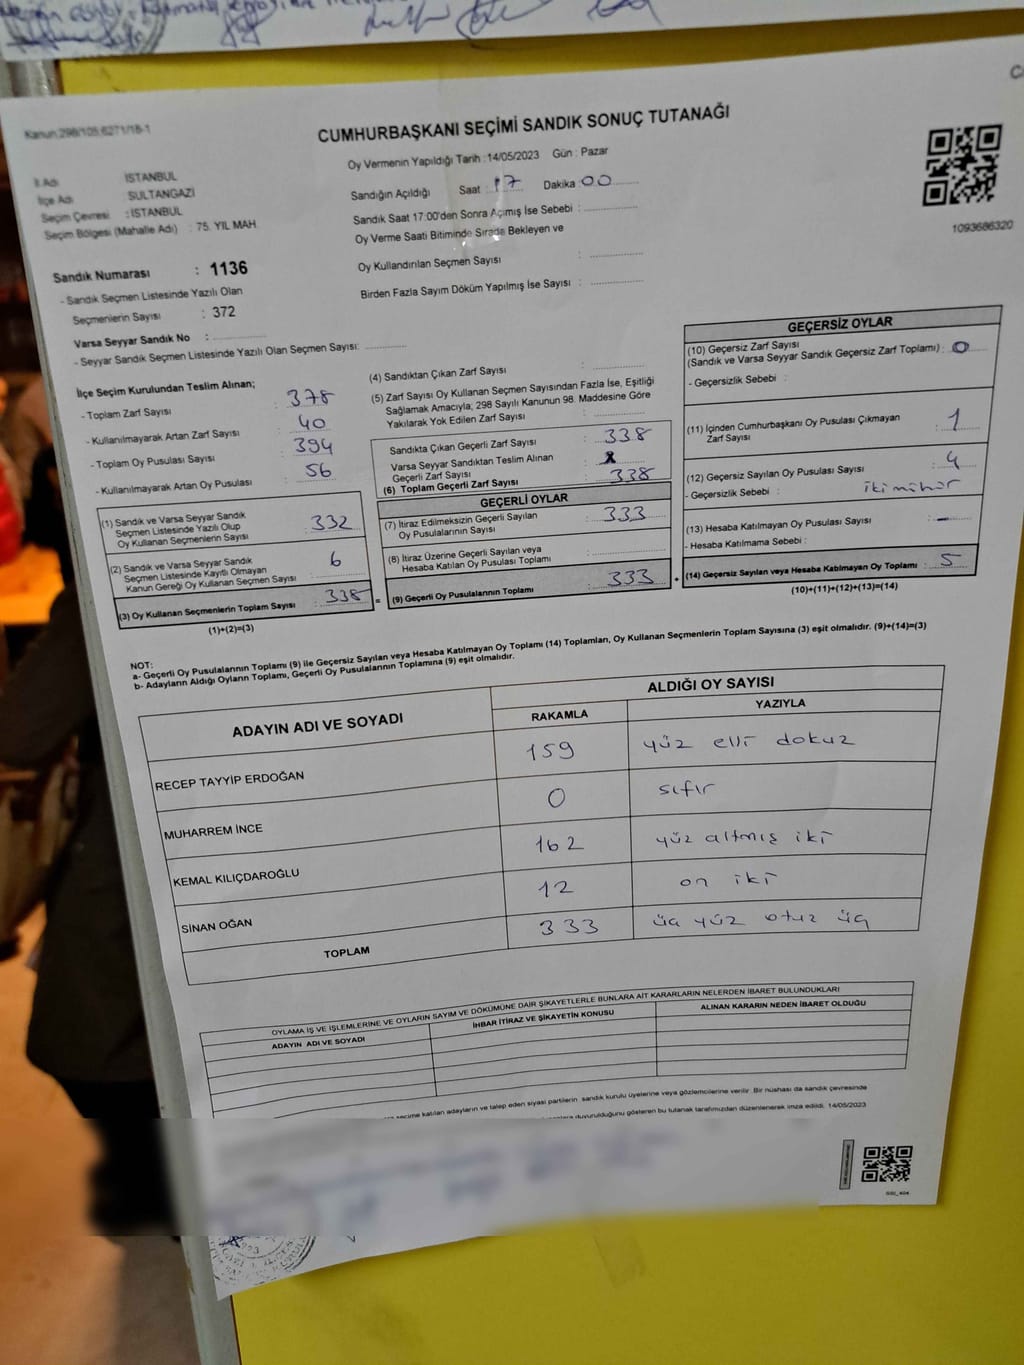 Kanun:298/105,6271/18-1
CUMHURBAŞKANI SEÇİMİ SANDIK SONUÇ TUTANAĞI
Oy Vermenin Yapıldığı Tarih :14/05/2023 Gün : Pazar
İl Adı İSTANBUL
İlçe Adı : SULTANGAZİ
Seçim Çevresi : İSTANBUL
Seçim Bölgesi (Mahalle Adı) : 75. YIL MAH.
Sandığın Açıldığı Saat : 17 Dakika : 00
Sandık Saat 17:00'den Sonra Açımış İse Sebebi :
Oy Verme Saati Bitiminde Sırada Bekleyen ve
Oy Kullandırılan Seçmen Sayısı :
Birden Fazla Sayım Döküm Yapılmış İse Sayısı :
1093686320
Sandık Numarası : 1136
- Sandık Seçmen Listesinde Yazılı Olan
Seçmenlerin Sayısı : 372
Varsa Seyyar Sandık No :
- Seyyar Sandık Seçmen Listesinde Yazılı Olan Seçmen Sayısı:
İlçe Seçim Kurulundan Teslim Alınan;
- Toplam Zarf Sayısı : 378
- Kullanılmayarak Artan Zarf Sayısı : 40
- Toplam Oy Pusulası Sayısı : 394
- Kullanılmayarak Artan Oy Pusulası : 56
(1) Sandık ve Varsa Seyyar Sandık
Seçmen Listesinde Yazılı Olup
Oy Kullanan Seçmenlerin Sayısı : 332
(2) Sandık ve Varsa Seyyar Sandık
Seçmen Listesinde Kayıtlı Olmayan
Kanun Gereği Oy Kullanan Seçmen Sayısı : 6
(3) Oy Kullanan Seçmenlerin Toplam Sayısı : 338 =
(1)+(2)=(3)
(4) Sandıktan Çıkan Zarf Sayısı :
(5) Zarf Sayısı Oy Kullanan Seçmen Sayısından Fazla İse, Eşitliği
Sağlamak Amacıyla; 298 Sayılı Kanunun 98. Maddesine Göre
Yakılarak Yok Edilen Zarf Sayısı :
Sandıkta Çıkan Geçerli Zarf Sayısı : 338
Varsa Seyyar Sandıktan Teslim Alınan
Geçerli Zarf Sayısı :
(6) Toplam Geçerli Zarf Sayısı : 338
GEÇERLİ OYLAR
(7) İtiraz Edilmeksizin Geçerli Sayılan
Oy Pusulalarının Sayısı : 333
(8) İtiraz Üzerine Geçerli Sayılan veya
Hesaba Katılan Oy Pusulası Toplamı :
(9) Geçerli Oy Pusulalarının Toplamı : 333 +
GEÇERSİZ OYLAR
(10) Geçersiz Zarf Sayısı
(Sandık ve Varsa Seyyar Sandık Geçersiz Zarf Toplamı) : 0
- Geçersizlik Sebebi :
(11) İçinden Cumhurbaşkanı Oy Pusulası Çıkmayan
Zarf Sayısı : 1
(12) Geçersiz Sayılan Oy Pusulası Sayısı : 4
- Geçersizlik Sebebi : iki mühür
(13) Hesaba Katılmayan Oy Pusulası Sayısı : -
- Hesaba Katılmama Sebebi :
(14) Geçersiz Sayılan veya Hesaba Katılmayan Oy Toplamı : 5
(10)+(11)+(12)+(13)=(14)
NOT:
a- Geçerli Oy Pusulalarının Toplamı (9) ile Geçersiz Sayılan veya Hesaba Katılmayan Oy Toplamı (14) Toplamları, Oy Kullanan Seçmenlerin Toplam Sayısına (3) eşit olmalıdır. (9)+(14)=(3)
b- Adayların Aldığı Oyların Toplamı, Geçerli Oy Pusulalarının Toplamına (9) eşit olmalıdır.
ADAYIN ADI VE SOYADI ALDIĞI OY SAYISI
RAKAMLA YAZIYLA
RECEP TAYYİP ERDOĞAN 159 yüz elli dokuz
MUHARREM İNCE 0 sıfır
KEMAL KILIÇDAROĞLU 162 yüz altmış iki
SİNAN OĞAN 12 on iki
TOPLAM 333 üç yüz otuz üç
OYLAMA İŞ VE İŞLEMLERİNE VE OYLARIN SAYIM VE DÖKÜMÜNE DAİR ŞİKAYETLERLE BUNLARA AİT KARARLARIN NELERDEN İBARET BULUNDUKLARI
ADAYIN ADI VE SOYADI İHBAR İTİRAZ VE ŞİKAYETİN KONUSU ALINAN KARARIN NEDEN İBARET OLDUĞU
seçime katılan adayların ve talep eden siyasi partilerin sandık kurulu üyelerine veya gözlemcilerine verilir. Bir nüshası da sandık çevresinde
duyurulduğunu gösteren bu tutanak tarafımızdan düzenlenerek imza edildi. 14/05/2023